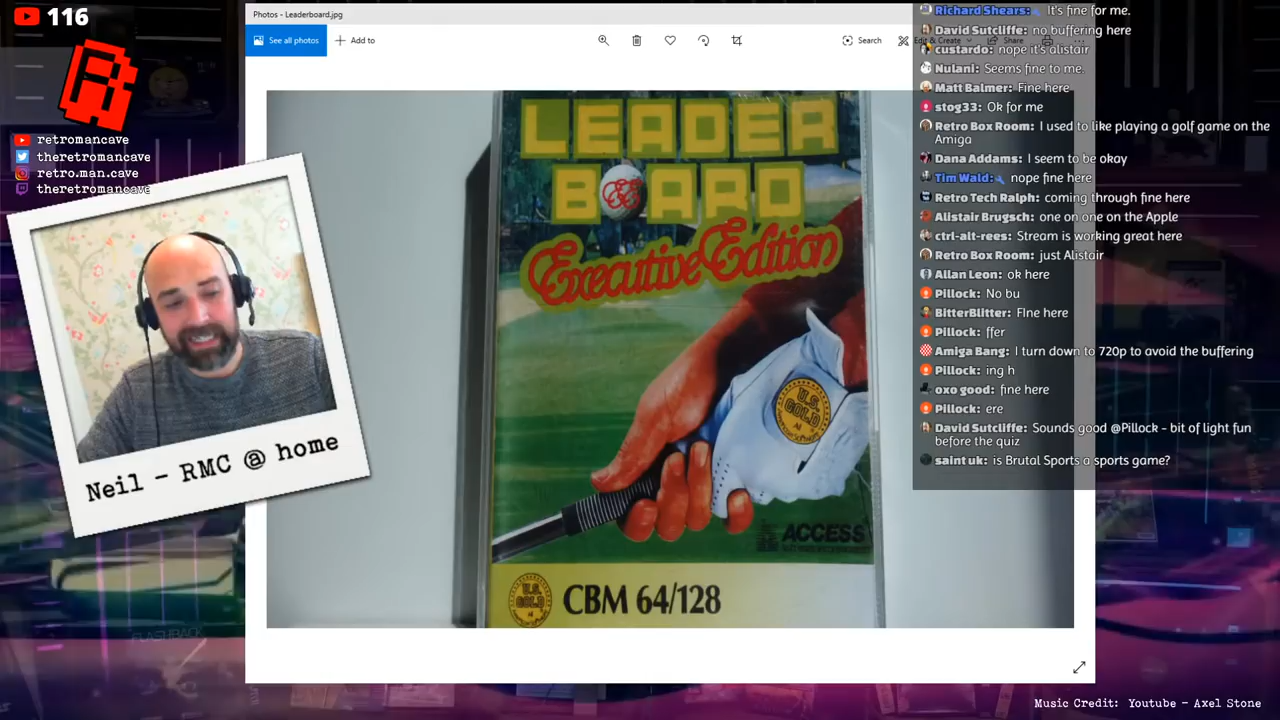 116
retromancave
theretromancave
retro.man.cave
theretromancave
Neil - RMC @ home
Photos - Leaderboard.jpg
See all photos
Add to
Search
Edit & Create
Share
LEADER
BOARD
Executive Edition
U.S.
GOLD
ACCESS
U.S.
GOLD
CBM 64/128
Richard Shears: It's fine for me.
David Sutcliffe: no buffering here
custardo: nope it's alistair
Nulani: Seems fine to me.
Matt Balmer: Fine here
stog33: Ok for me
Retro Box Room: I used to like playing a golf game on the
Amiga
Dana Addams: I seem to be okay
Tim Wald: nope fine here
Retro Tech Ralph: coming through fine here
Alistair Brugsch: one on one on the Apple
ctrl-alt-rees: Stream is working great here
Retro Box Room: just Alistair
Allan Leon: ok here
Pillock: No bu
BitterBlitter: FIne here
Pillock: ffer
Amiga Bang: I turn down to 720p to avoid the buffering
Pillock: ing h
oxo good: fine here
Pillock: ere
David Sutcliffe: Sounds good @Pillock - bit of light fun
before the quiz
saint uk: is Brutal Sports a sports game?
FLASHBACK
Music Credit: Youtube - Axel Stone